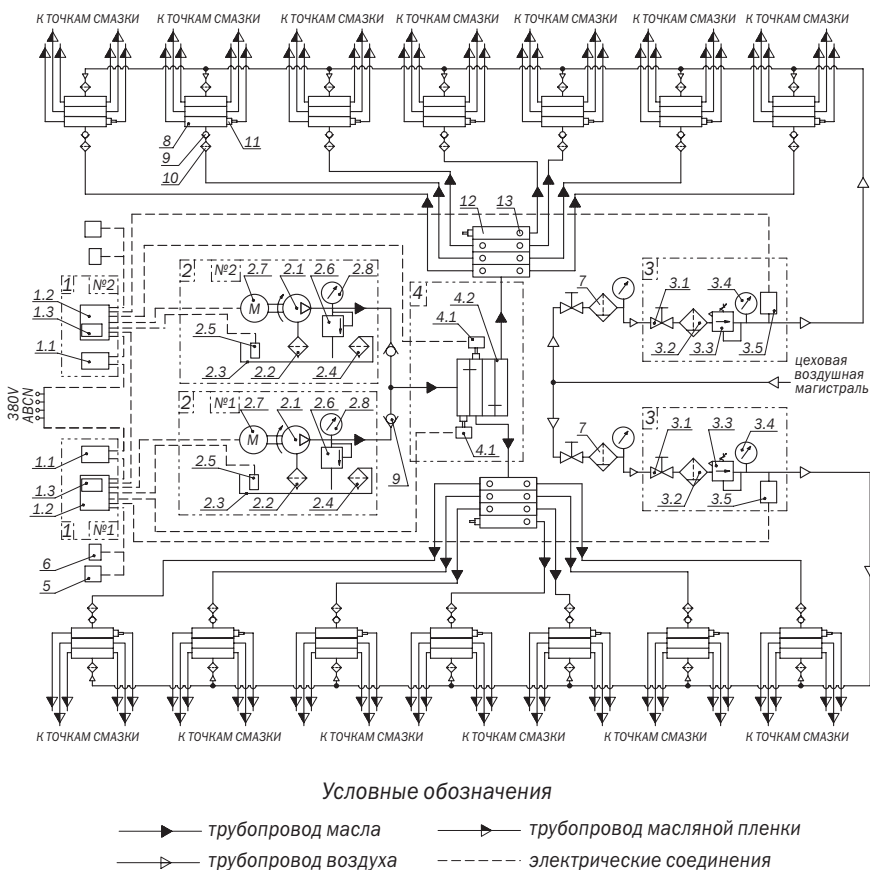 К ТОЧКАМ СМАЗКИ К ТОЧКАМ СМАЗКИ К ТОЧКАМ СМАЗКИ К ТОЧКАМ СМАЗКИ К ТОЧКАМ СМАЗКИ К ТОЧКАМ СМАЗКИ К ТОЧКАМ СМАЗКИ
8 11
9
10
12 13
1 №2
1.2
1.3
1.1
2 №2 2.7 2.1 2.6 2.8
M
2.5
2.3 2.2 2.4
4
4.1 4.2
4.1
7
3 3.1 3.4
3.2 3.3 3.5
цеховая
воздушная
магистраль
380V
ABCN
2 №1 2.7 2.1 2.6 2.8
M
2.5
2.3 2.2 2.4
9
7
3 3.1 3.3 3.4
3.2 3.5
1.1
1.3
1.2
1 №1
6
5
К ТОЧКАМ СМАЗКИ К ТОЧКАМ СМАЗКИ К ТОЧКАМ СМАЗКИ К ТОЧКАМ СМАЗКИ К ТОЧКАМ СМАЗКИ К ТОЧКАМ СМАЗКИ
Условные обозначения
трубопровод масла трубопровод масляной пленки
трубопровод воздуха электрические соединения